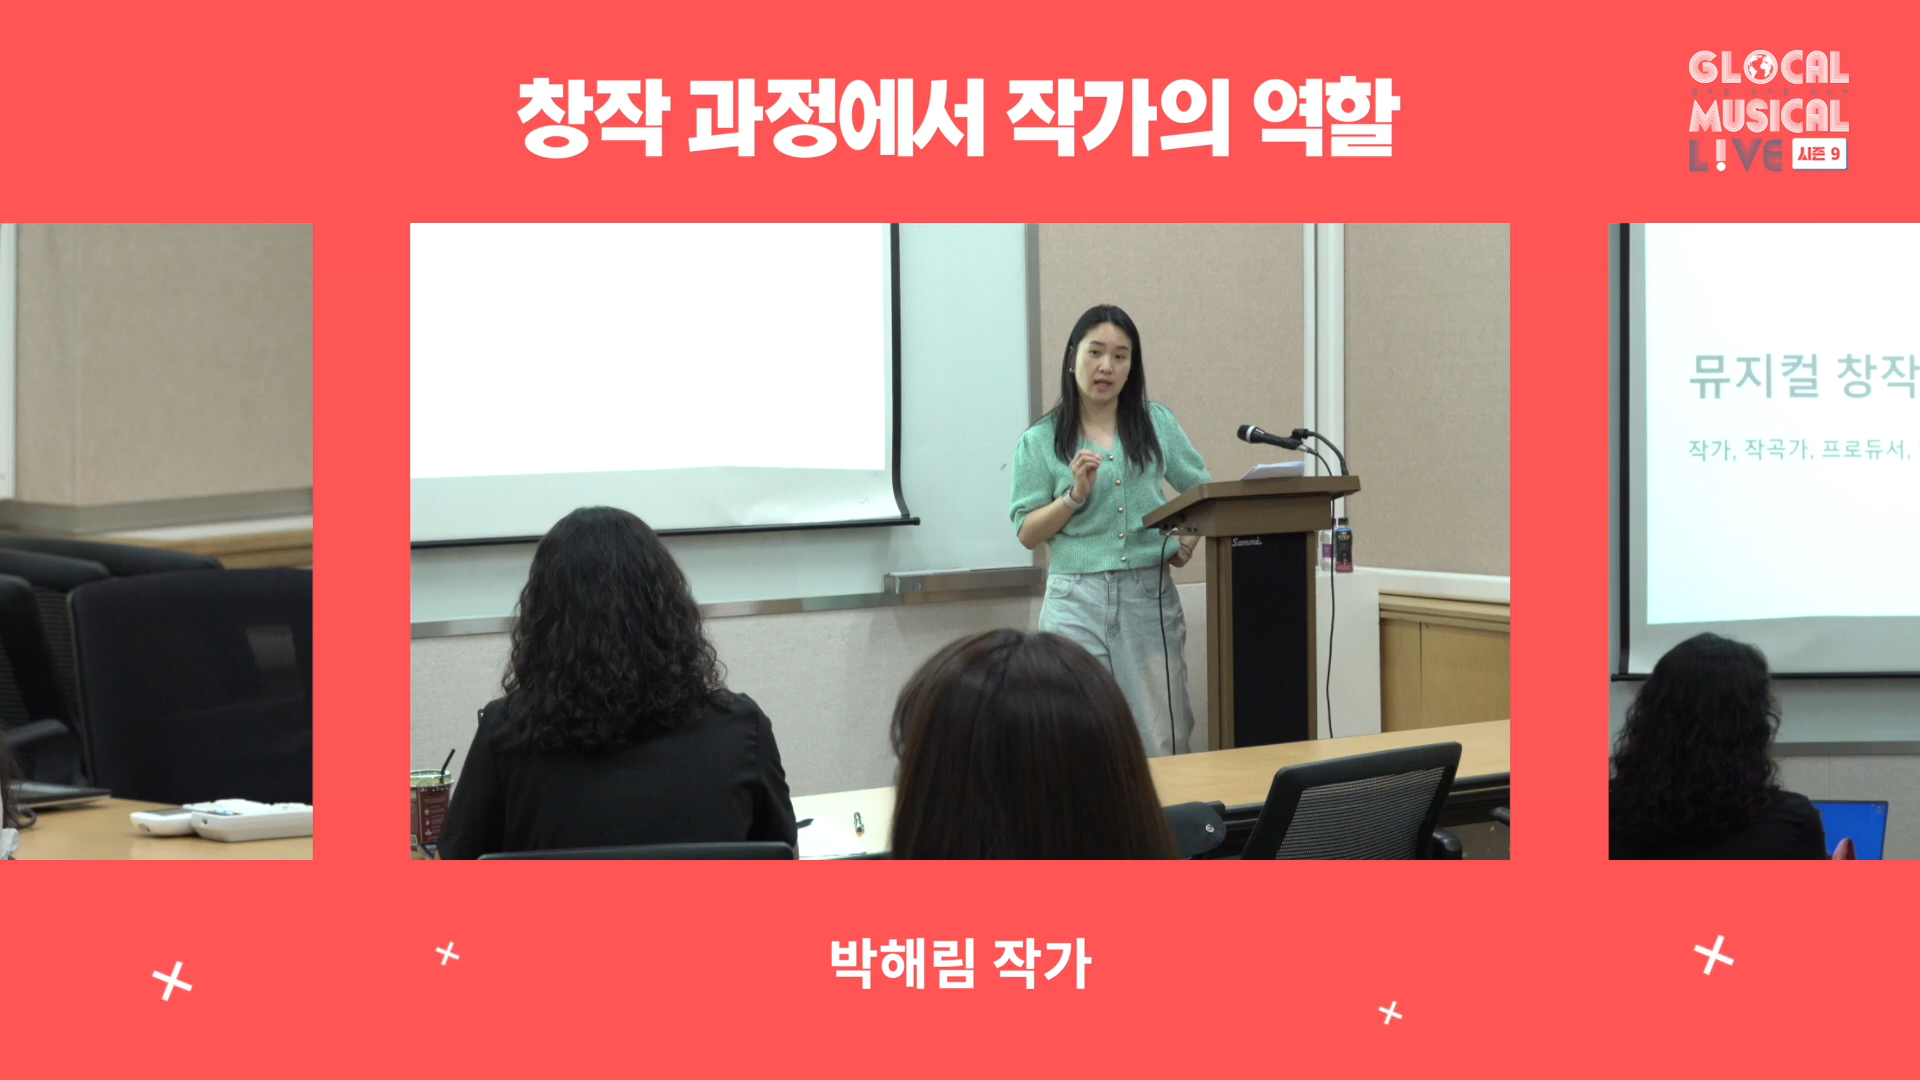 창작 과정에서 작가의 역할
GLOCAL
MUSICAL
L!VE 시즌 9
뮤지컬 창작
작가, 작곡가, 프로듀서,
Sammi
박해림 작가